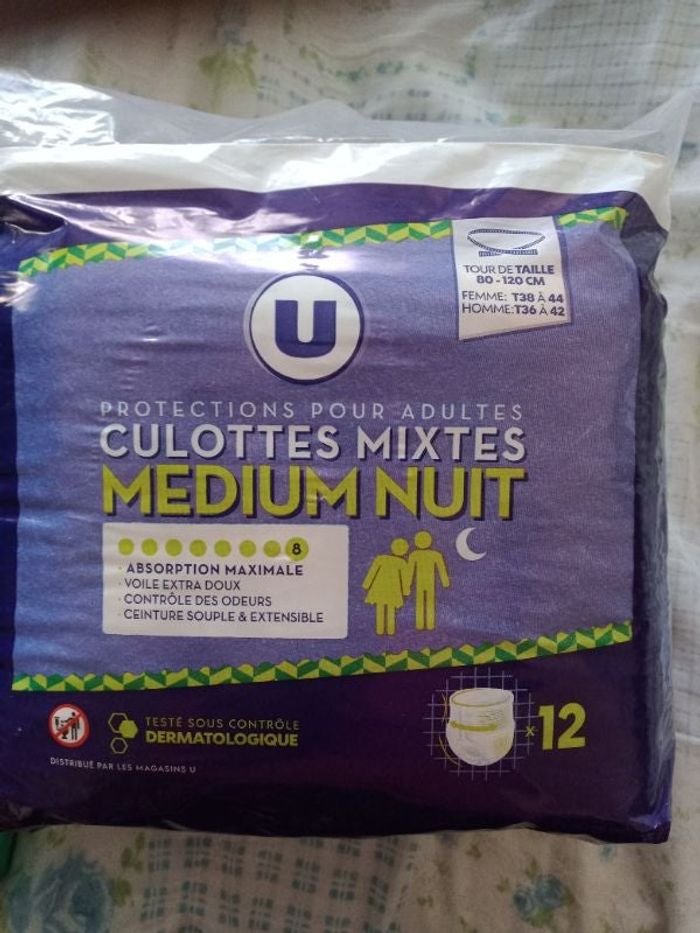 TOUR DE TAILLE
80-120 CM
FEMME: T38 À 44
HOMME:T36 À 42
U
PROTECTIONS POUR ADULTES
CULOTTES MIXTES
MEDIUM NUIT
8
· ABSORPTION MAXIMALE
· VOILE EXTRA DOUX
· CONTRÔLE DES ODEURS
· CEINTURE SOUPLE & EXTENSIBLE
TESTÉ SOUS CONTRÔLE
DERMATOLOGIQUE
x12
DISTRIBUÉ PAR LES MAGASINS U